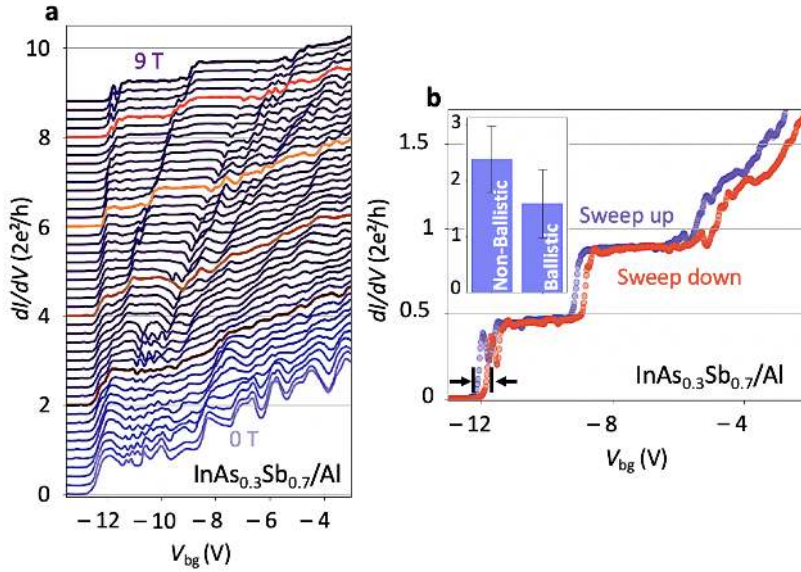 a
10
8
6
4
2
0
dI/dV (2e²/h)
9 T
0 T
InAs₀.₃Sb₀.₇/Al
− 12
− 10
− 8
− 6
− 4
V_bg (V)
b
1.5
1
0.5
0
dI/dV (2e²/h)
3
2
1
0
Non-Ballistic
Ballistic
Sweep up
Sweep down
InAs₀.₃Sb₀.₇/Al
− 12
− 8
− 4
V_bg (V)